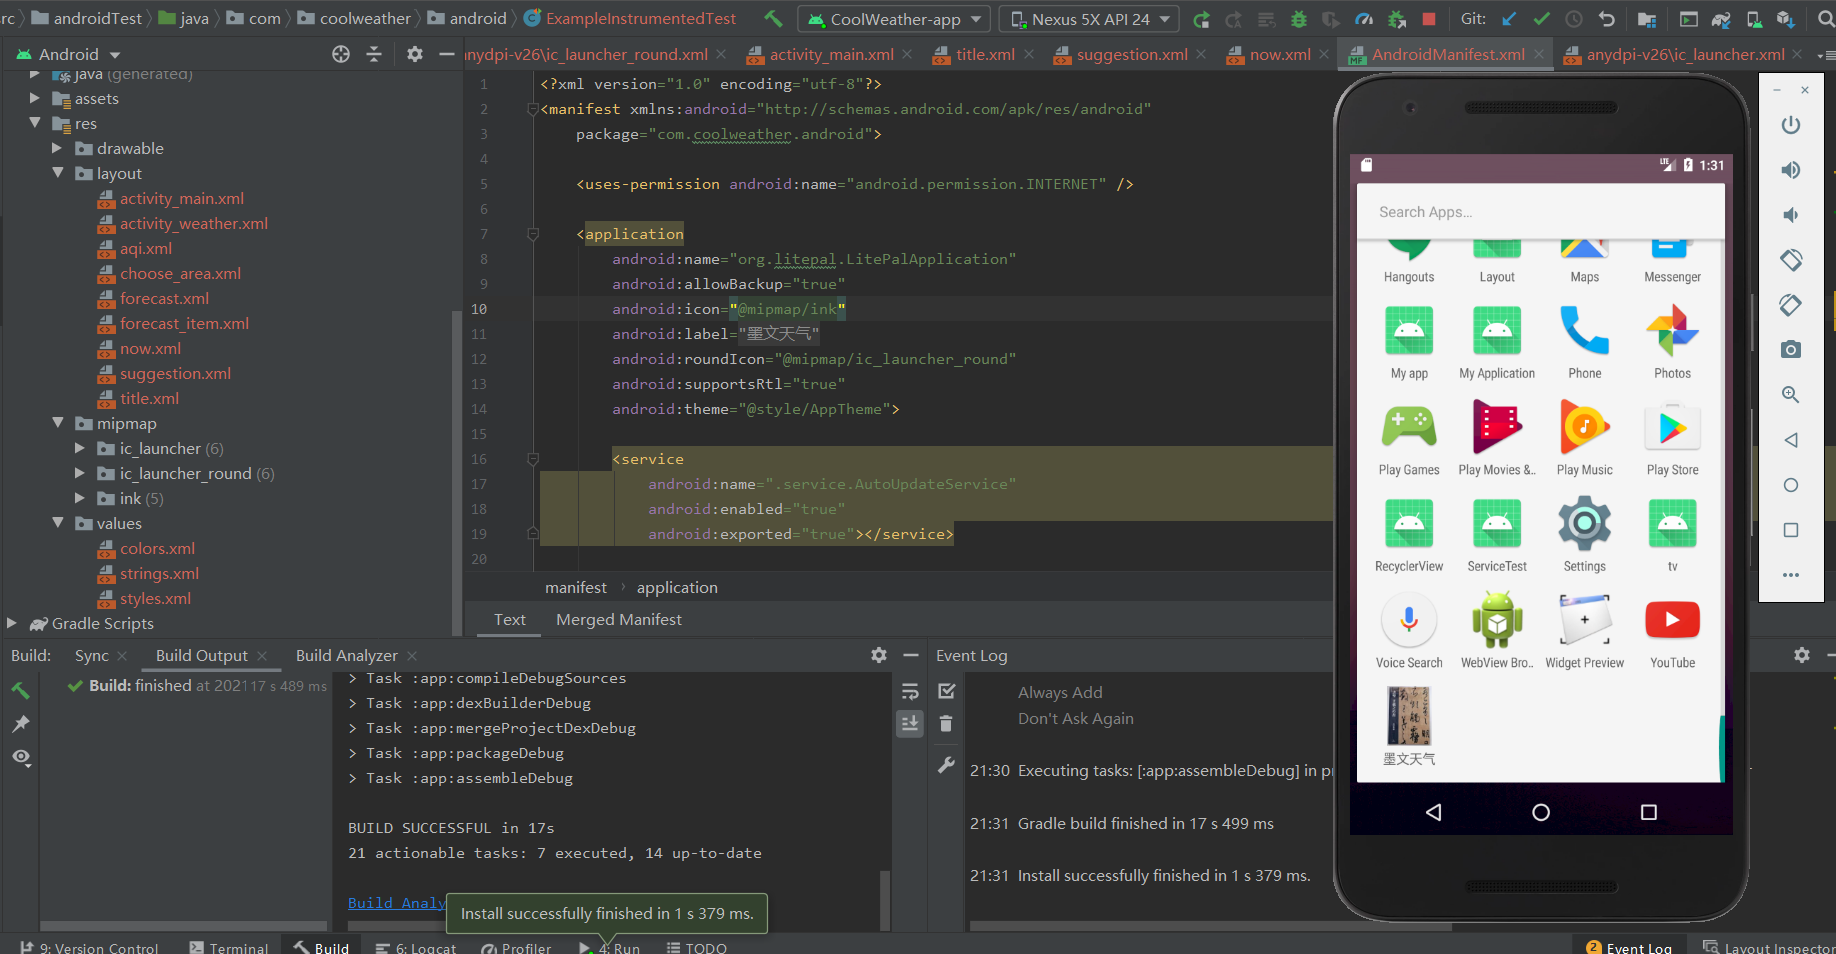 rc
androidTest
java
com
coolweather
android
ExampleInstrumentedTest
CoolWeather-app
Nexus 5X API 24
Git:
Android
anydpi-v26\ic_launcher_round.xml
activity_main.xml
title.xml
suggestion.xml
now.xml
AndroidManifest.xml
anydpi-v26\ic_launcher.xml
java (generated)
assets
res
drawable
layout
activity_main.xml
activity_weather.xml
aqi.xml
choose_area.xml
forecast.xml
forecast_item.xml
now.xml
suggestion.xml
title.xml
mipmap
ic_launcher (6)
ic_launcher_round (6)
ink (5)
values
colors.xml
strings.xml
styles.xml
Gradle Scripts
1 <?xml version="1.0" encoding="utf-8"?>
2 <manifest xmlns:android="http://schemas.android.com/apk/res/android"
3 package="com.coolweather.android">
4
5 <uses-permission android:name="android.permission.INTERNET" />
6
7 <application
8 android:name="org.litepal.LitePalApplication"
9 android:allowBackup="true"
10 android:icon="@mipmap/ink"
11 android:label="墨文天气"
12 android:roundIcon="@mipmap/ic_launcher_round"
13 android:supportsRtl="true"
14 android:theme="@style/AppTheme">
15
16 <service
17 android:name=".service.AutoUpdateService"
18 android:enabled="true"
19 android:exported="true"></service>
20
manifest
application
Text
Merged Manifest
LTE
1:31
Search Apps...
Hangouts
Layout
Maps
Messenger
My app
My Application
Phone
Photos
Play Games
Play Movies &..
Play Music
Play Store
RecyclerView
ServiceTest
Settings
tv
Voice Search
WebView Bro..
Widget Preview
YouTube
墨文天气
Build:
Sync
Build Output
Build Analyzer
Build: finished at 202117 s 489 ms
> Task :app:compileDebugSources
> Task :app:dexBuilderDebug
> Task :app:mergeProjectDexDebug
> Task :app:packageDebug
> Task :app:assembleDebug
BUILD SUCCESSFUL in 17s
21 actionable tasks: 7 executed, 14 up-to-date
Build Analy
Install successfully finished in 1 s 379 ms.
Event Log
Always Add
Don't Ask Again
21:30 Executing tasks: [:app:assembleDebug] in pr
21:31 Gradle build finished in 17 s 499 ms
21:31 Install successfully finished in 1 s 379 ms.
9: Version Control
Terminal
Build
6: Logcat
Profiler
4: Run
TODO
2 Event Log
Layout Inspector